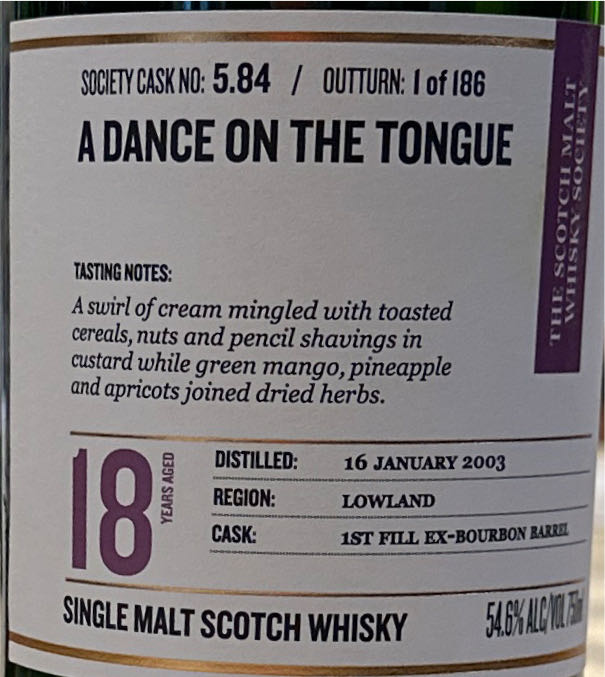 SOCIETY CASK NO: 5.84 / OUTTURN: 1 of 186
A DANCE ON THE TONGUE
THE SCOTCH MALT
WHISKY SOCIETY
TASTING NOTES:
A swirl of cream mingled with toasted
cereals, nuts and pencil shavings in
custard while green mango, pineapple
and apricots joined dried herbs.
18 YEARS AGED
DISTILLED: 16 JANUARY 2003
REGION: LOWLAND
CASK: 1ST FILL EX-BOURBON BARREL
SINGLE MALT SCOTCH WHISKY 54.6% ALC/VOL 750ml